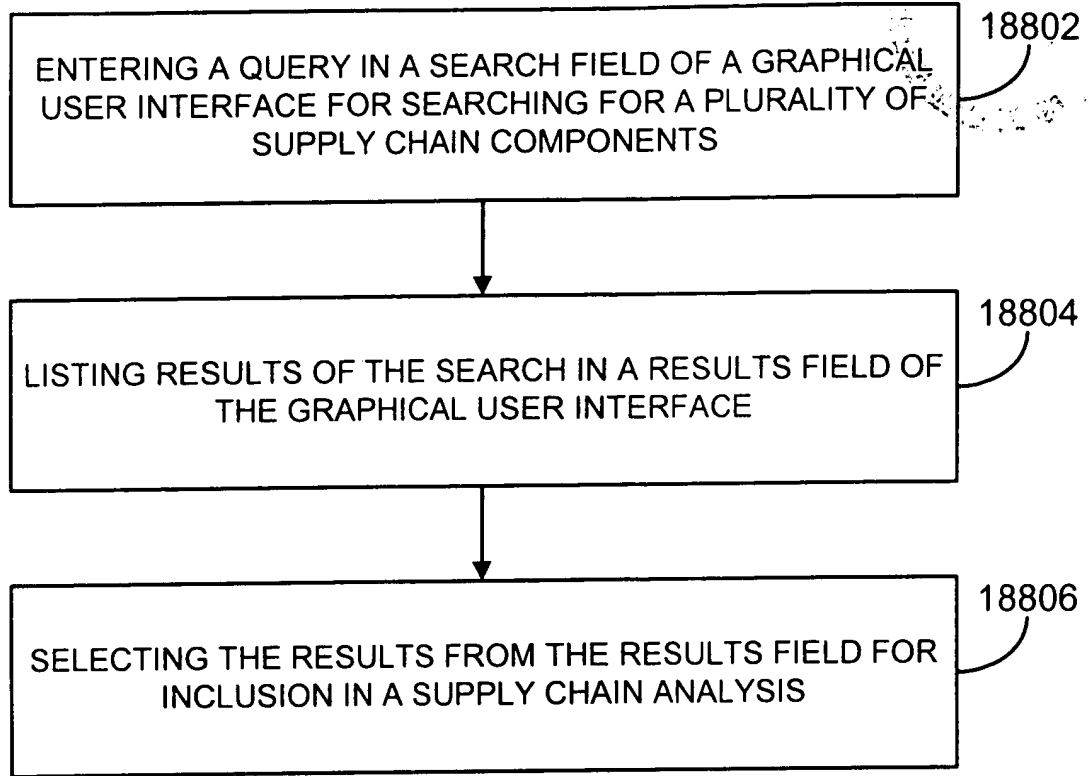 18802
ENTERING A QUERY IN A SEARCH FIELD OF A GRAPHICAL
USER INTERFACE FOR SEARCHING FOR A PLURALITY OF
SUPPLY CHAIN COMPONENTS
18804
LISTING RESULTS OF THE SEARCH IN A RESULTS FIELD OF
THE GRAPHICAL USER INTERFACE
18806
SELECTING THE RESULTS FROM THE RESULTS FIELD FOR
INCLUSION IN A SUPPLY CHAIN ANALYSIS